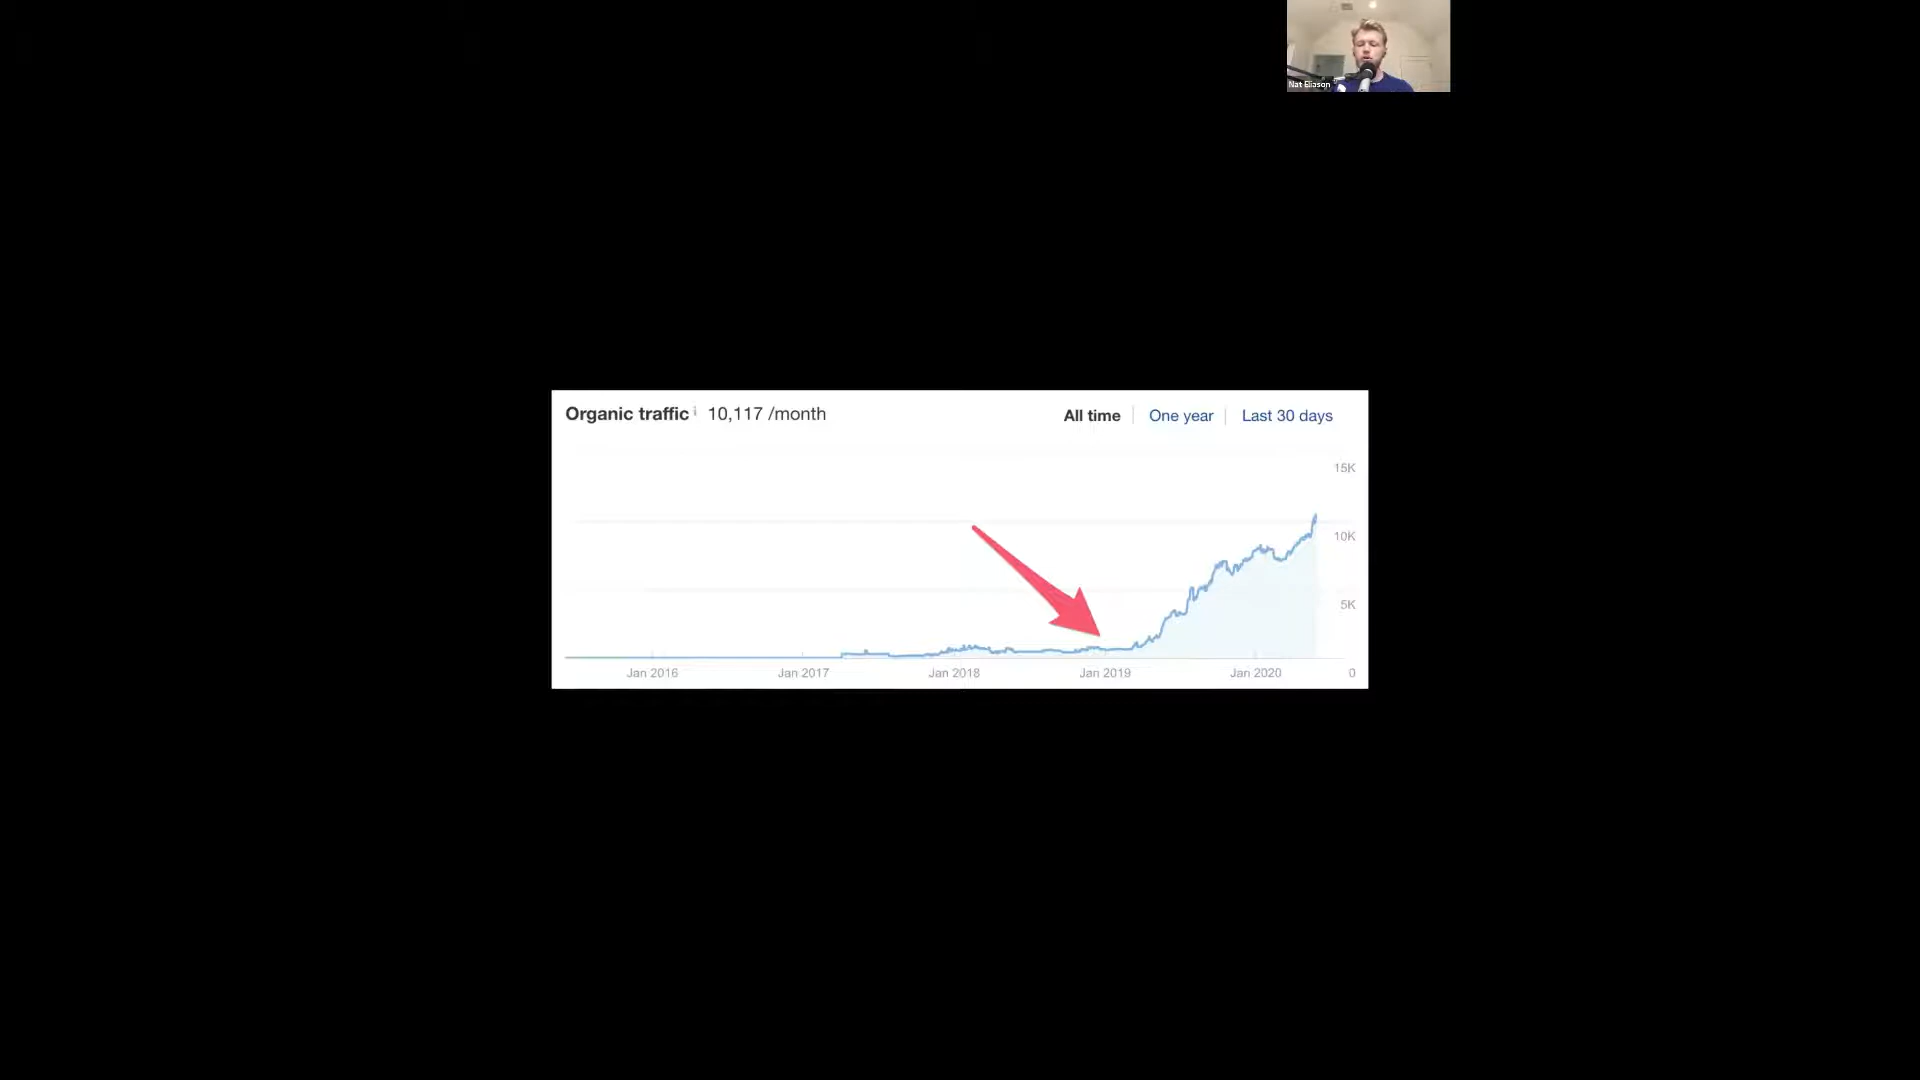 Nat Eliason
Organic traffic i 10,117 /month
All time One year Last 30 days
15K
10K
5K
Jan 2016 Jan 2017 Jan 2018 Jan 2019 Jan 2020 0